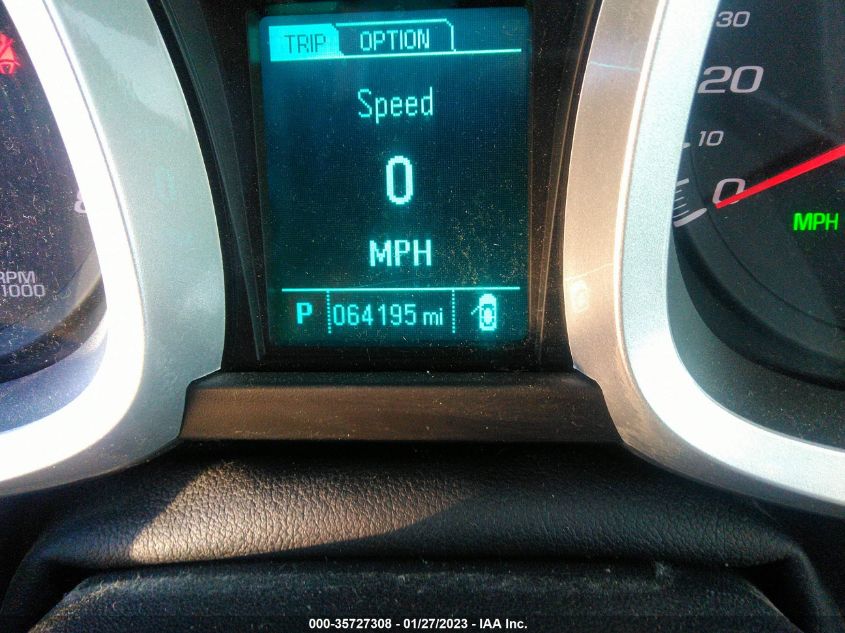 TRIP OPTION
Speed
0
MPH
P 064195 mi
RPM
1000
30
20
10
0
MPH
000-35727308 - 01/27/2023 - IAA Inc.